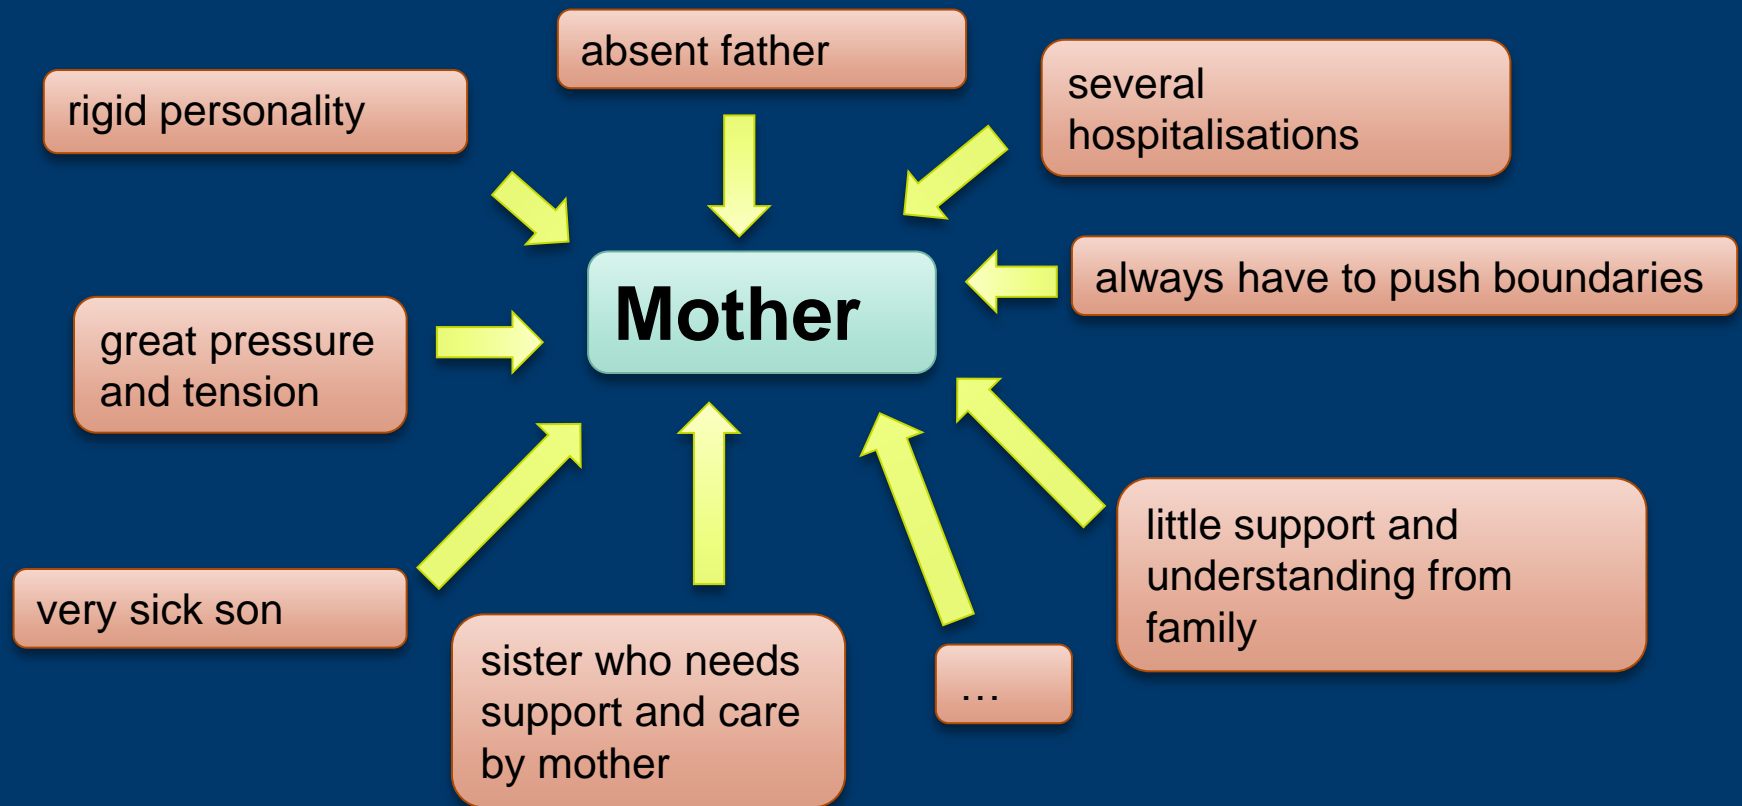 absent father
rigid personality
several
hospitalisations
Mother
always have to push boundaries
great pressure
and tension
little support and
understanding from
family
very sick son
sister who needs
support and care
by mother
…